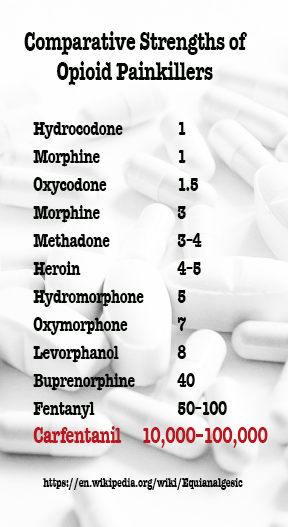 Comparative Strengths of
Opioid Painkillers
Hydrocodone 1
Morphine 1
Oxycodone 1.5
Morphine 3
Methadone 3-4
Heroin 4-5
Hydromorphone 5
Oxymorphone 7
Levorphanol 8
Buprenorphine 40
Fentanyl 50-100
Carfentanil 10,000-100,000
https://en.wikipedia.org/wiki/Equianalgesic